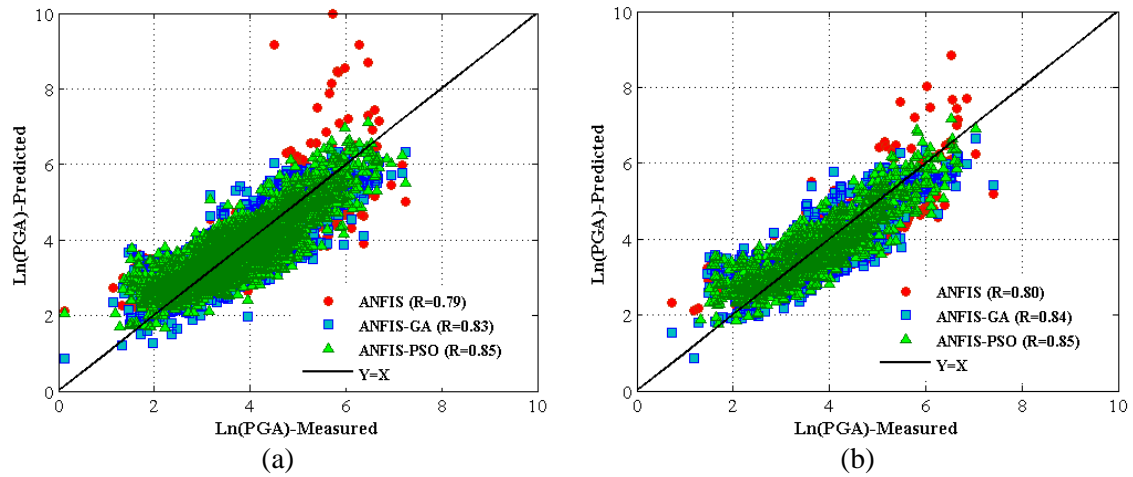 10
8
6
4
2
0
0 2 4 6 8 10
Ln(PGA)-Predicted
Ln(PGA)-Measured
ANFIS (R=0.79)
ANFIS-GA (R=0.83)
ANFIS-PSO (R=0.85)
Y=X
(a)
10
8
6
4
2
0
0 2 4 6 8 10
Ln(PGA)-Predicted
Ln(PGA)-Measured
ANFIS (R=0.80)
ANFIS-GA (R=0.84)
ANFIS-PSO (R=0.85)
Y=X
(b)